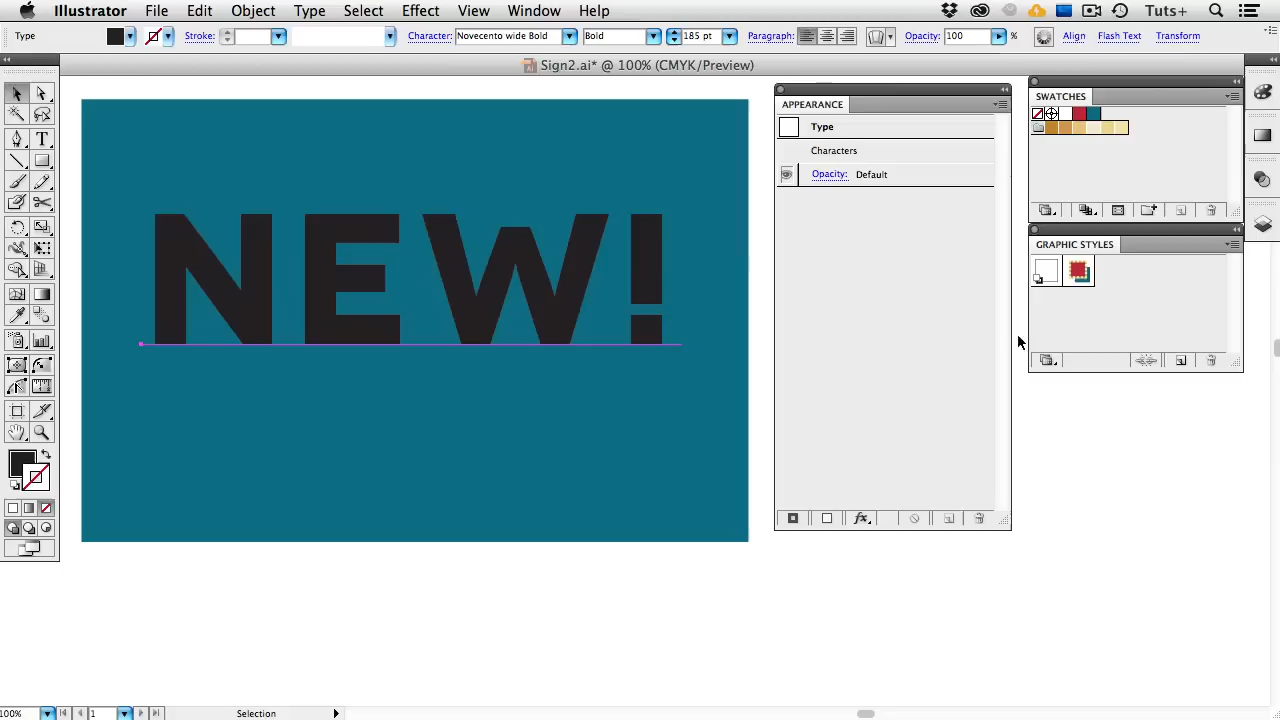 Illustrator File Edit Object Type Select Effect View Window Help Tuts+
Type Stroke: Character: Novecento wide Bold Bold 185 pt Paragraph: Opacity: 100 % Align Flash Text Transform
Sign2.ai* @ 100% (CMYK/Preview)
NEW!
APPEARANCE
Type
Characters
Opacity: Default
fx
SWATCHES
GRAPHIC STYLES
100% 1 Selection